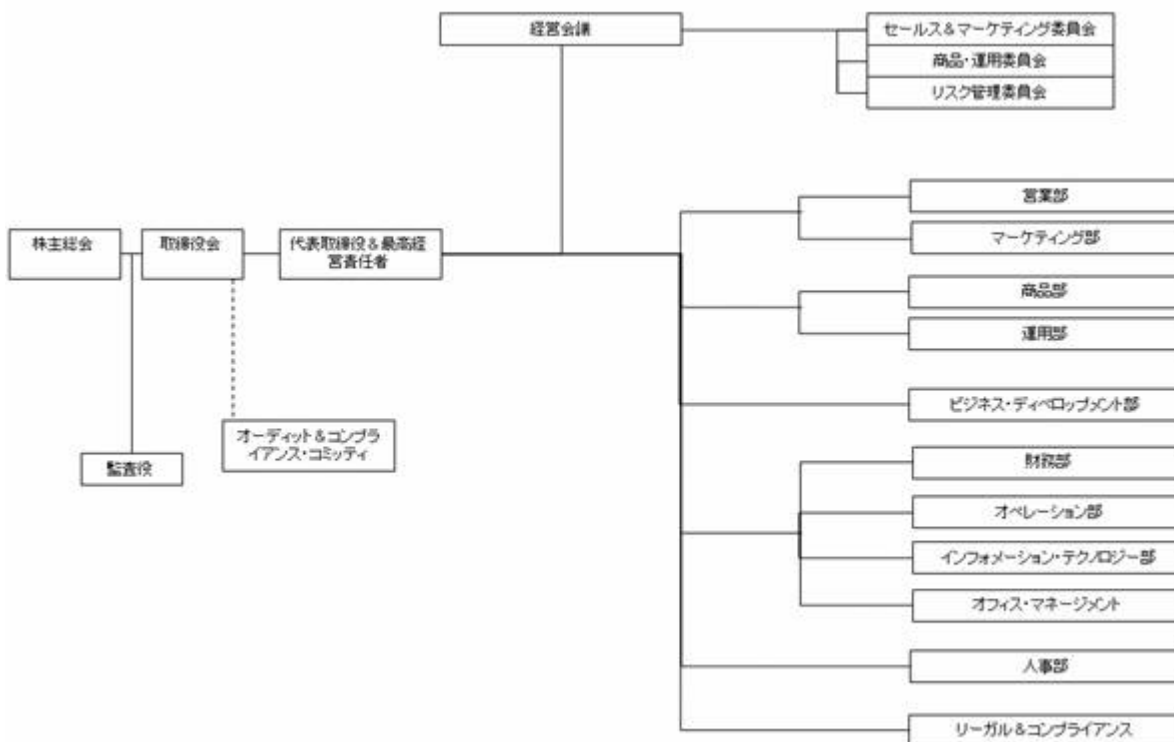 経営会議
セールス&マーケティング委員会
商品・運用委員会
リスク管理委員会
営業部
マーケティング部
株主総会
取締役会
代表取締役&最高経
営責任者
商品部
運用部
ビジネス・ディベロップメント部
オーディット&コンプラ
イアンス・コミッティ
監査役
財務部
オペレーション部
インフォメーション・テクノロジー部
オフィス・マネージメント
人事部
リーガル&コンプライアンス